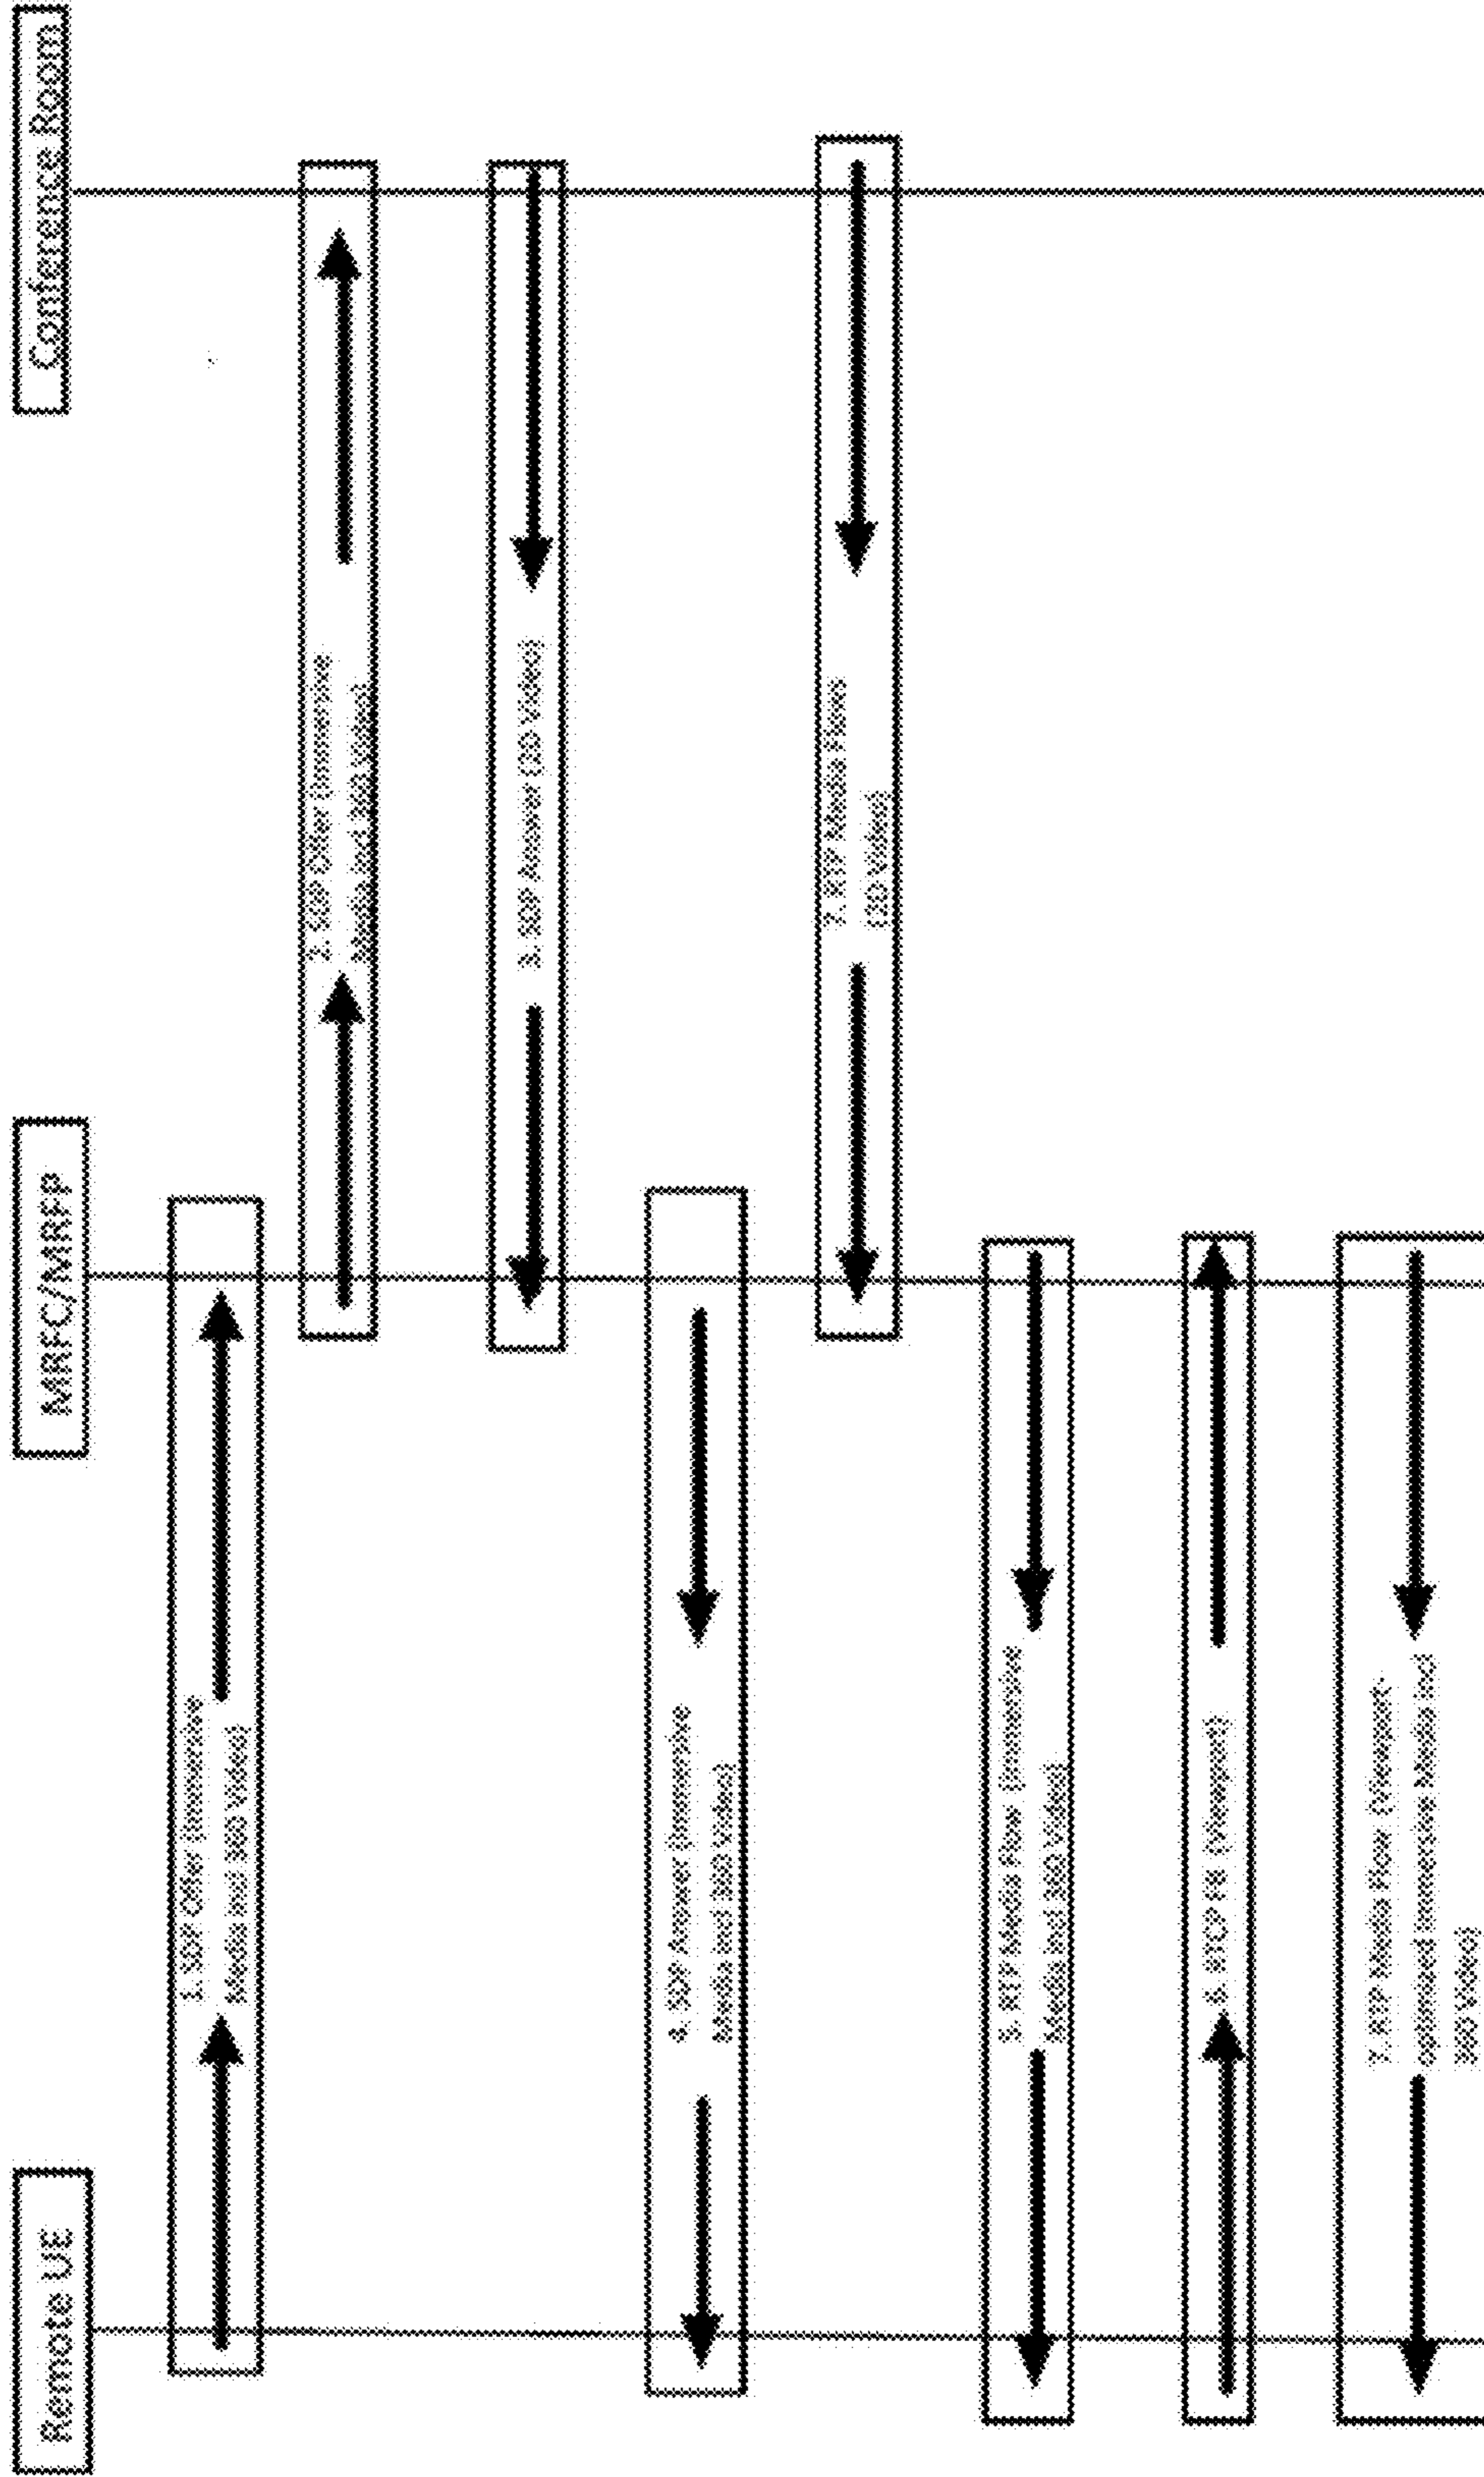 Remote UE
MRFC/MRFP
Conference Room
1. SDP Offer (Immersive
Media incl 360 Video)
2. SDP Offer (Immersive
Media incl 360 Video)
3. SDP Answer (2D Video)
4. SDP Answer (Immersive
Media incl 360 Video)
7. RTP Media Flows
(2D Video)
5. RTP Media Flow (Immersive
Media incl 360 Video)
6. RTCP FB (Viewport)
7. RTP Media Flow (Viewport-
optimized Immersive Media incl
360 Video)